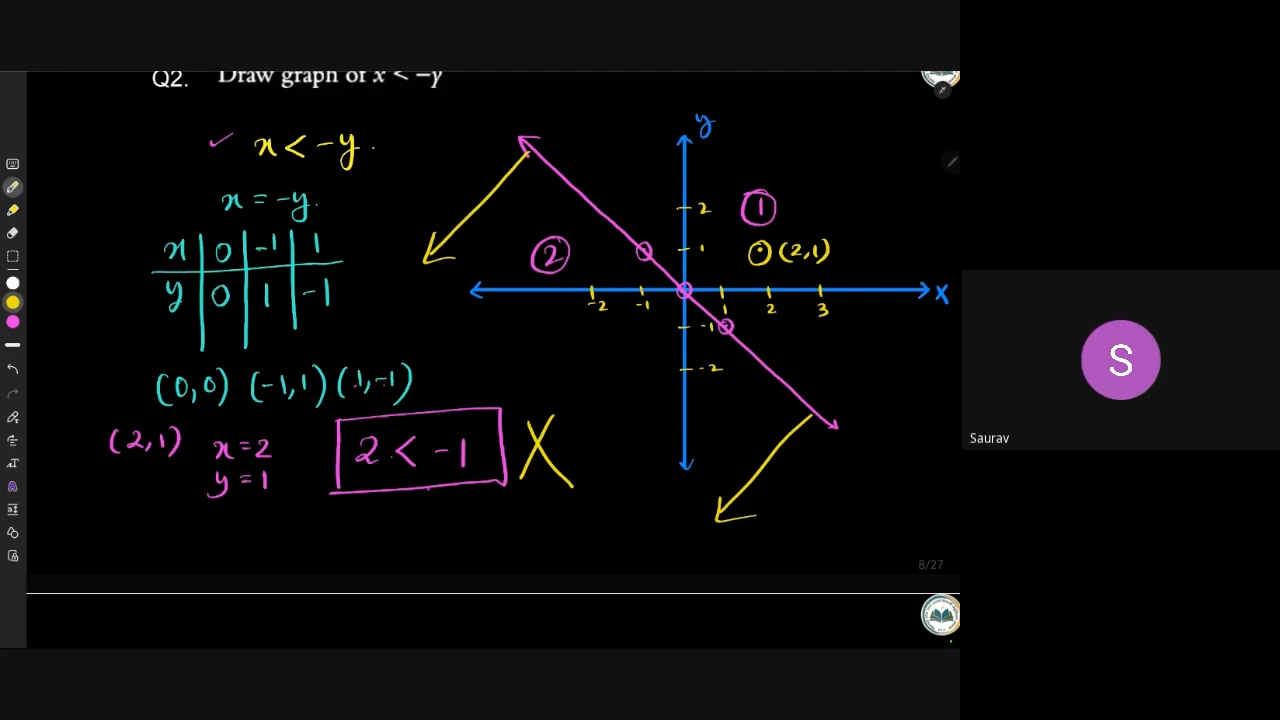 Q2. Draw graph of x < −y
x < -y.
x = -y.
x | 0 | -1 | 1
y | 0 | 1 | -1
(0,0) (-1,1) (1,-1)
(2,1) x = 2
y = 1
2 < -1
y
2
1
1
(2,1)
2
x
-2
-1
1
2
3
-1
-2
8/27
S
Saurav